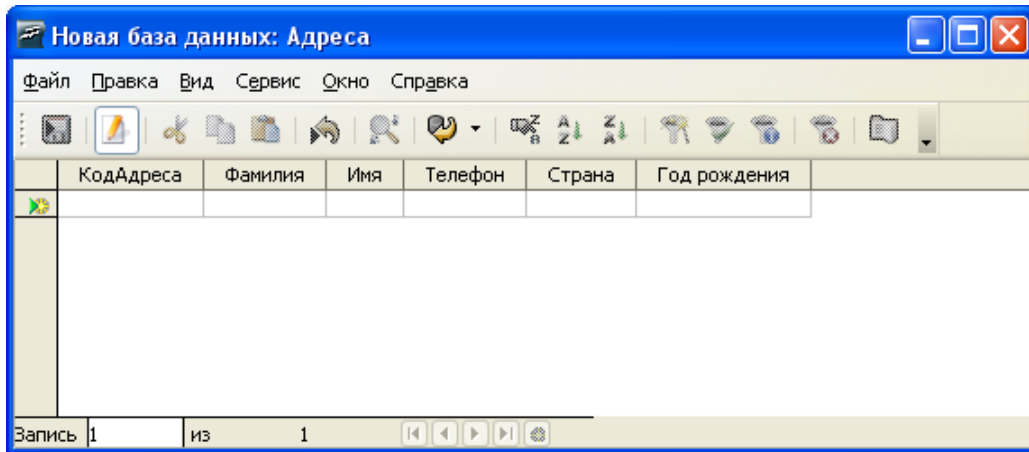 Новая база данных: Адреса
Файл Правка Вид Сервис Окно Справка
КодАдреса Фамилия Имя Телефон Страна Год рождения
Запись 1 из 1